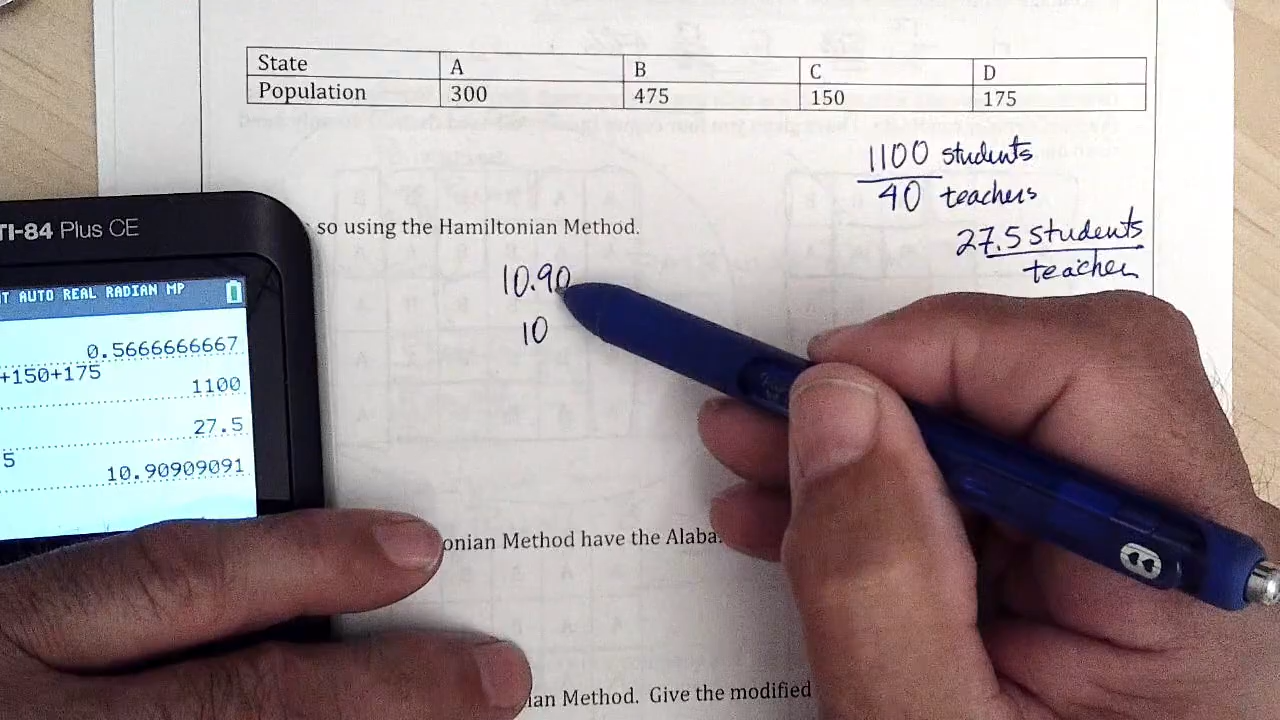 State A B C D
Population 300 475 150 175
1100 students
40 teachers
27.5 students
teacher
so using the Hamiltonian Method.
10.90
10
TI-84 Plus CE
AUTO REAL RADIAN MP
0.5666666667
+150+175
1100
27.5
5
10.90909091
onian Method have the Alaba
ian Method. Give the modified